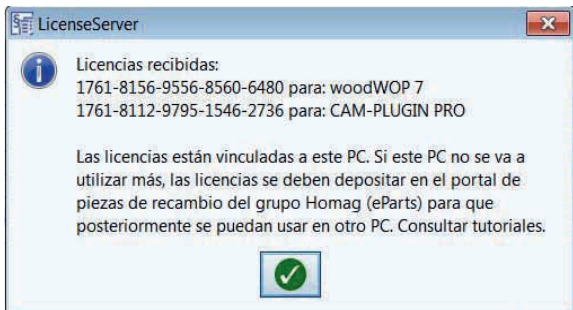 LicenseServer
Licencias recibidas:
1761-8156-9556-8560-6480 para: woodWOP 7
1761-8112-9795-1546-2736 para: CAM-PLUGIN PRO
Las licencias están vinculadas a este PC. Si este PC no se va a
utilizar más, las licencias se deben depositar en el portal de
piezas de recambio del grupo Homag (eParts) para que
posteriormente se puedan usar en otro PC. Consultar tutoriales.